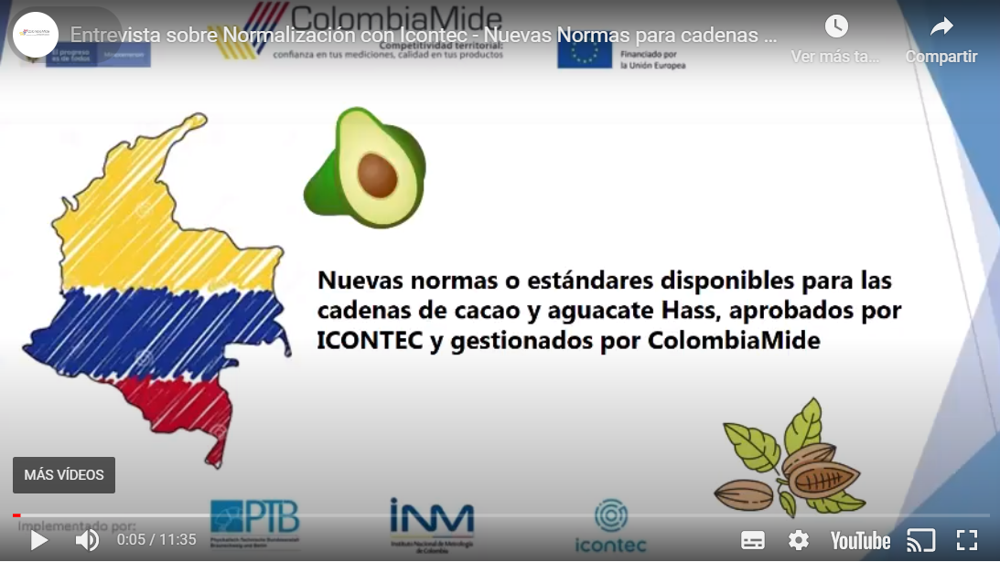 ColombiaMide
Entrevista sobre Normalización con Icontec - Nuevas Normas para cadenas ...
Competitividad territorial:
confianza en tus mediciones, calidad en tus productos
El progreso
es de todos
Mincomercio
Financiado por
la Unión Europea
Ver más ta...
Compartir
Nuevas normas o estándares disponibles para las
cadenas de cacao y aguacate Hass, aprobados por
ICONTEC y gestionados por ColombiaMide
MÁS VÍDEOS
Implementado por:
PTB
Physikalisch-Technische Bundesanstalt
Braunschweig und Berlin
inm
Instituto Nacional de Metrología
de Colombia
icontec
0:05 / 11:35
YouTube